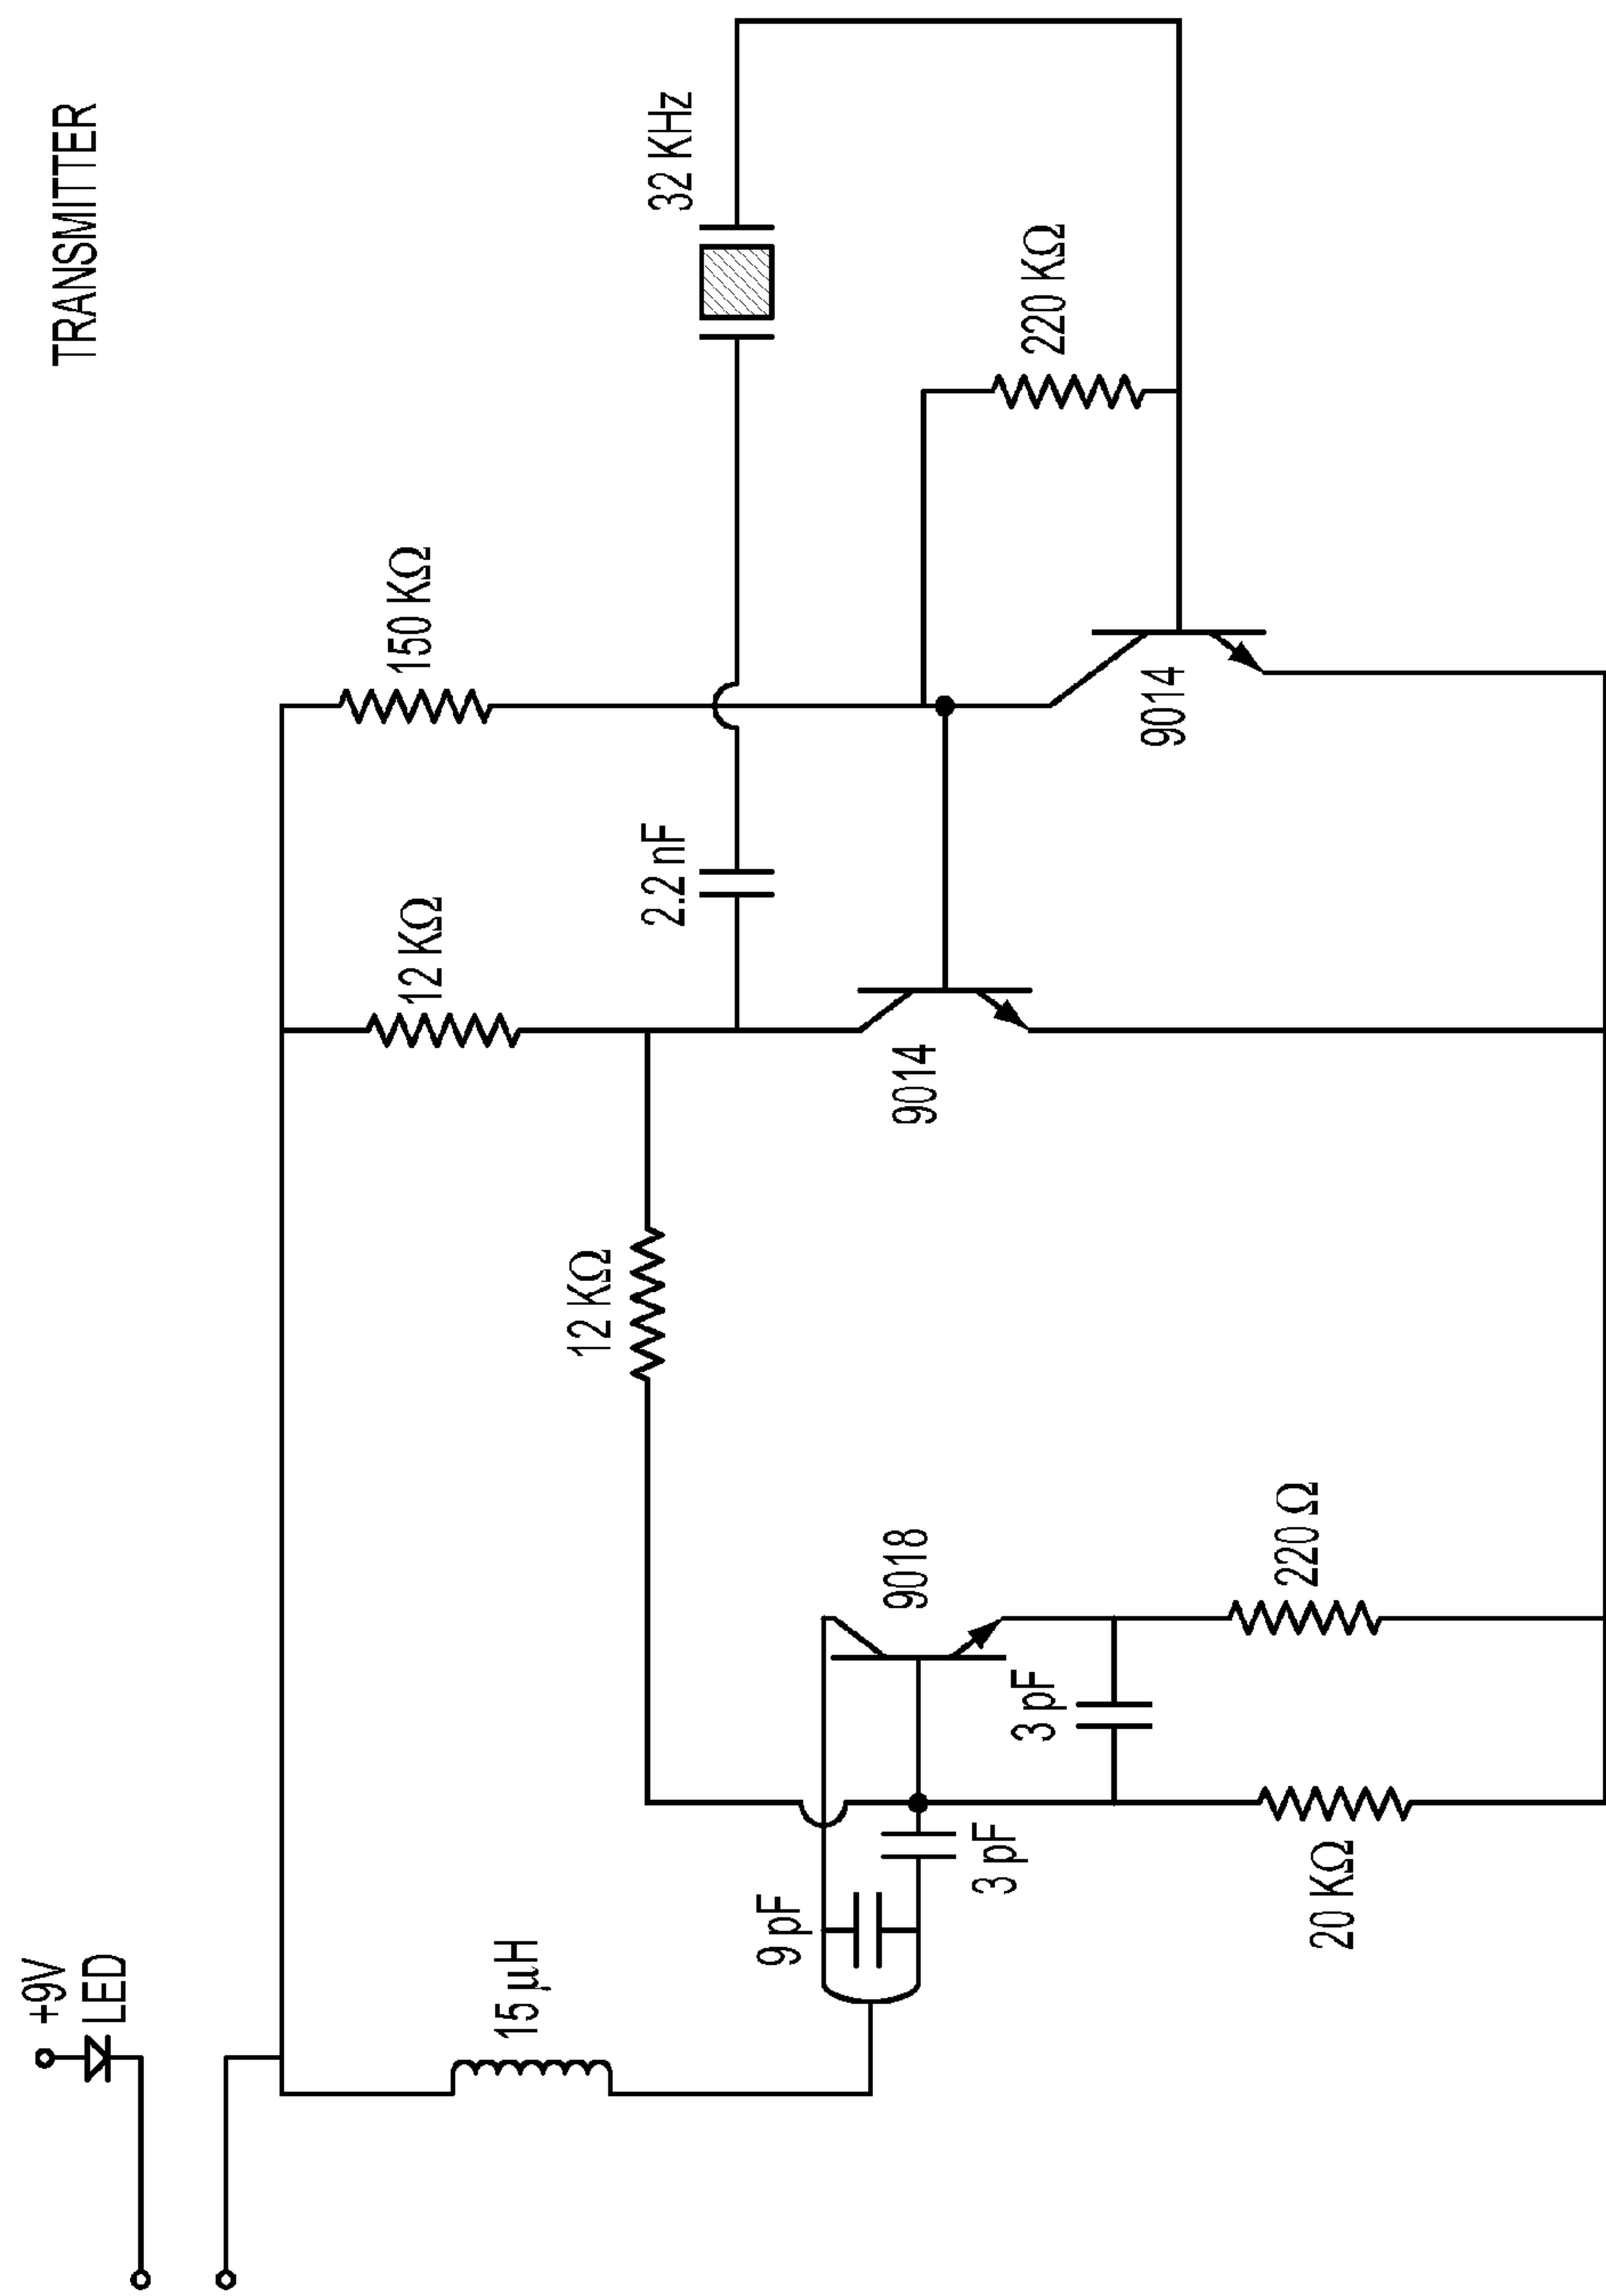 TRANSMITTER
+9V
LED
15 µH
12 KΩ
150 KΩ
12 KΩ
2.2 nF
32 KHz
9 pF
3 pF
9018
3 pF
9014
220 KΩ
9014
20 KΩ
220 Ω